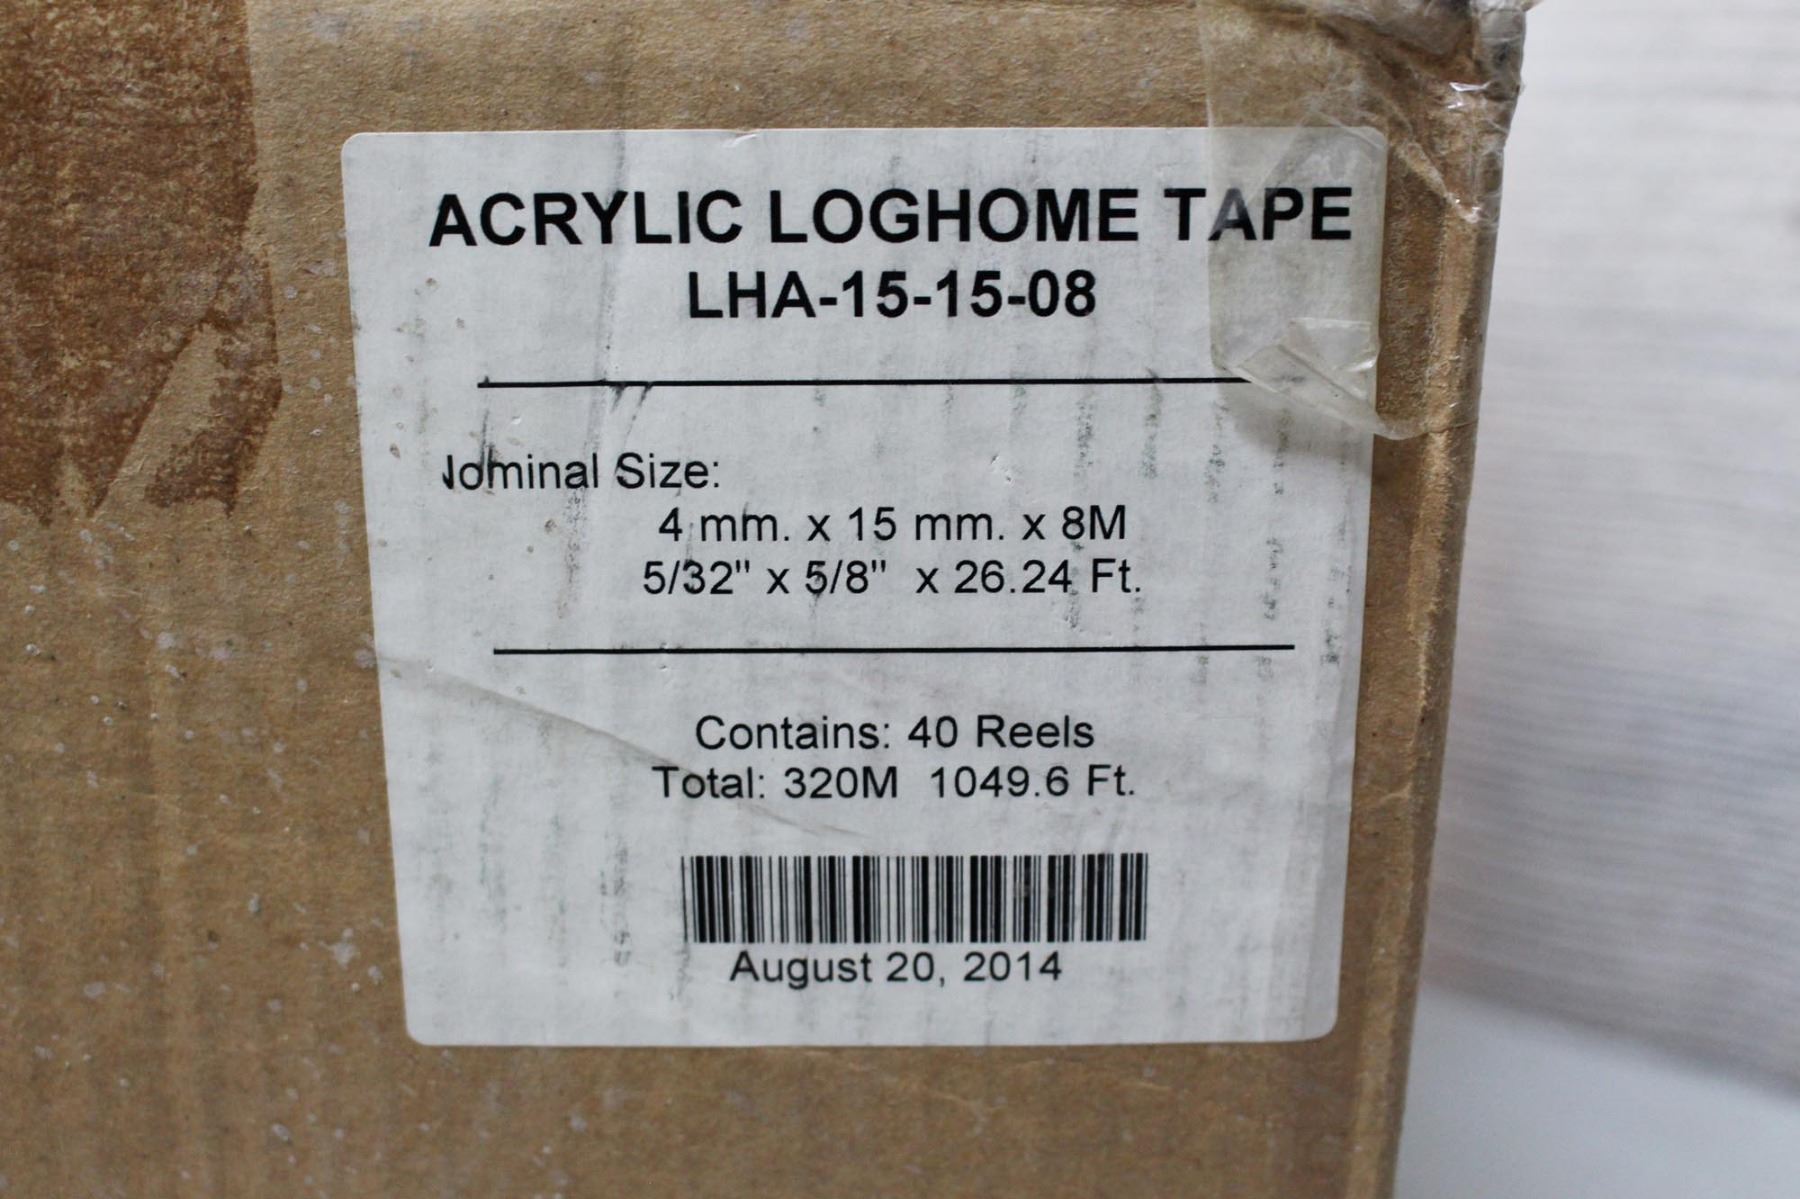 ACRYLIC LOGHOME TAPE
LHA-15-15-08
Nominal Size:
4 mm. x 15 mm. x 8M
5/32" x 5/8" x 26.24 Ft.
Contains: 40 Reels
Total: 320M 1049.6 Ft.
August 20, 2014